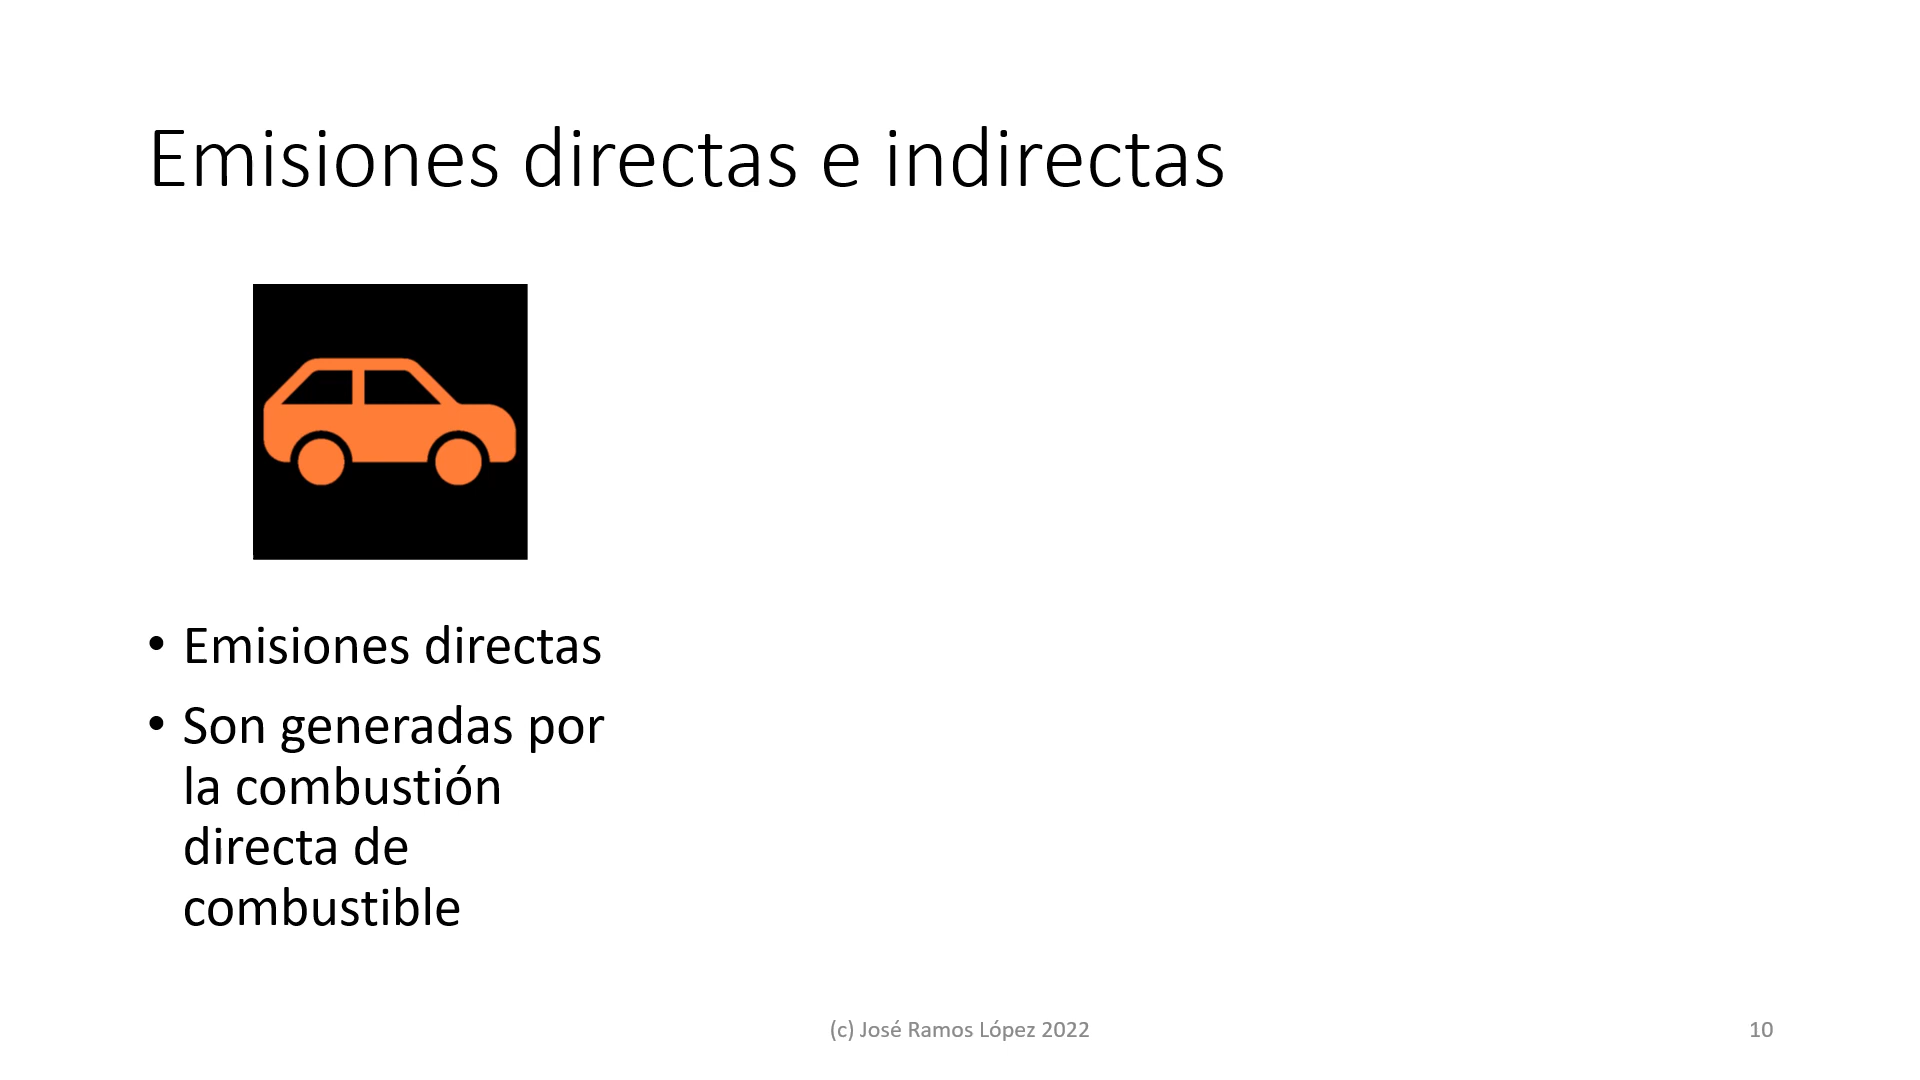 Emisiones directas e indirectas
• Emisiones directas
• Son generadas por
la combustión
directa de
combustible
(c) José Ramos López 2022
10